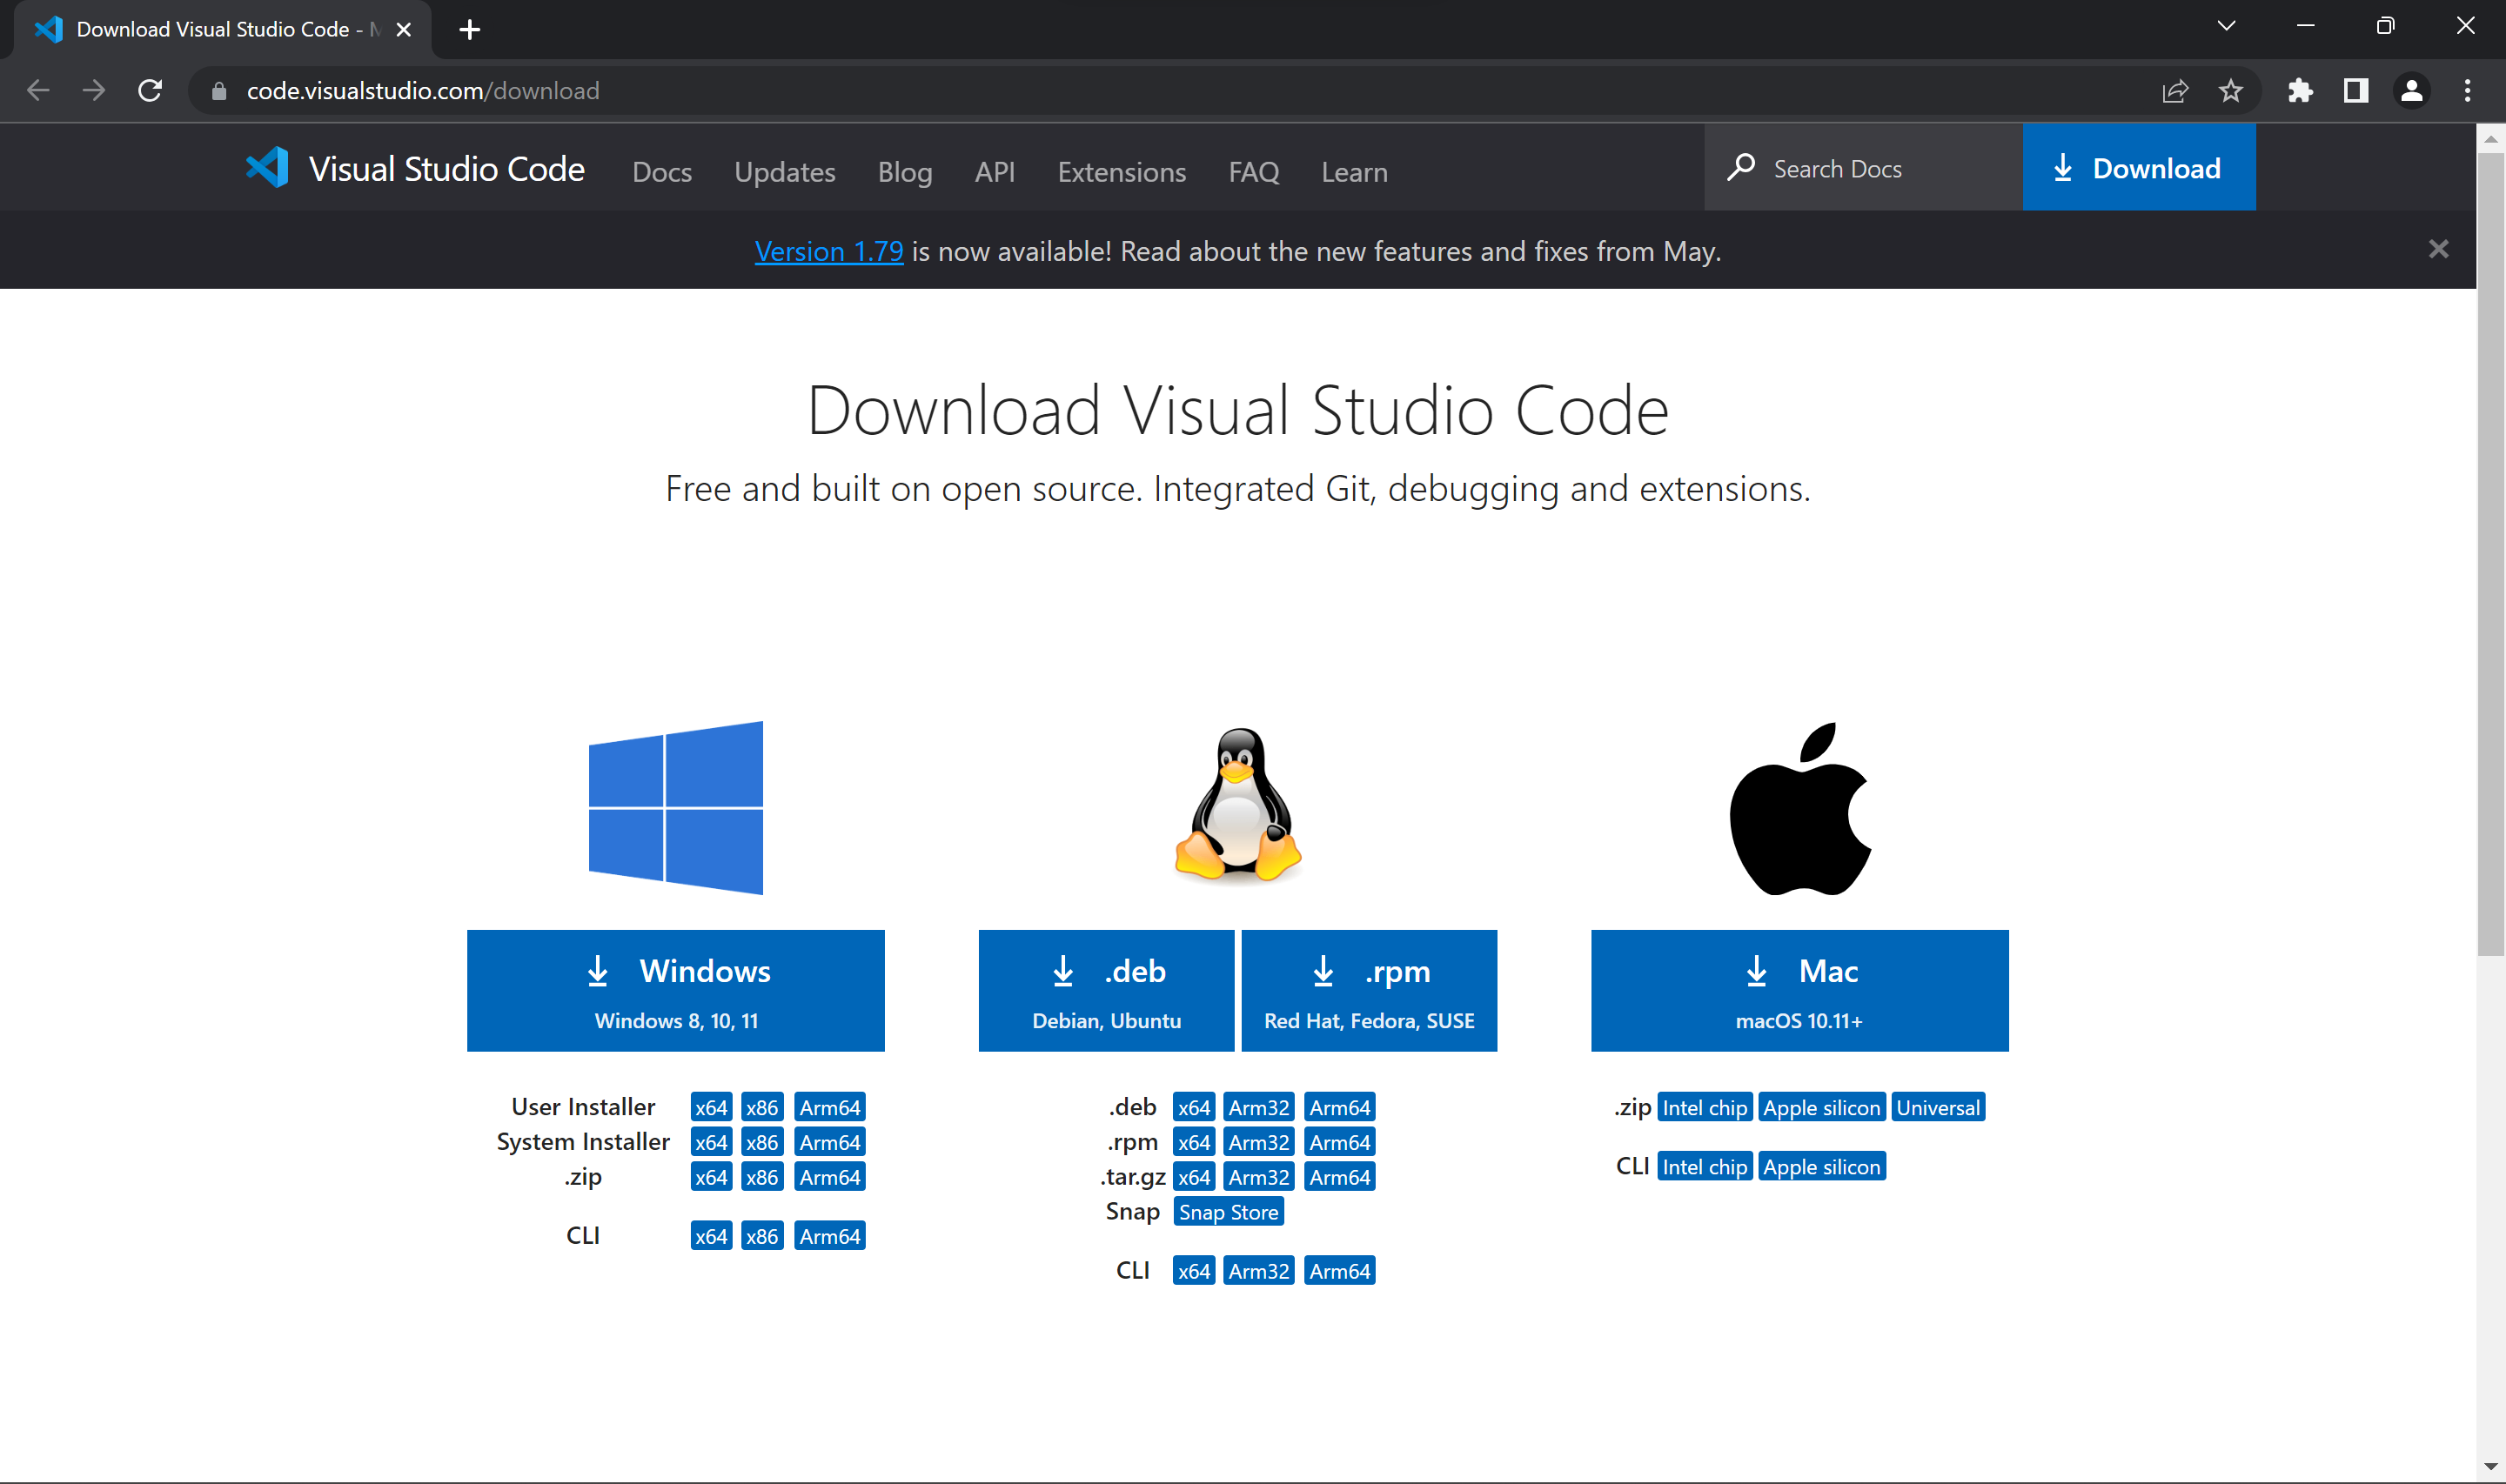 Download Visual Studio Code -
code.visualstudio.com/download
Visual Studio Code Docs Updates Blog API Extensions FAQ Learn Search Docs Download
Version 1.79 is now available! Read about the new features and fixes from May.
Download Visual Studio Code
Free and built on open source. Integrated Git, debugging and extensions.
Windows
Windows 8, 10, 11
User Installer x64 x86 Arm64
System Installer x64 x86 Arm64
.zip x64 x86 Arm64
CLI x64 x86 Arm64
.deb
Debian, Ubuntu
.rpm
Red Hat, Fedora, SUSE
.deb x64 Arm32 Arm64
.rpm x64 Arm32 Arm64
.tar.gz x64 Arm32 Arm64
Snap Snap Store
CLI x64 Arm32 Arm64
Mac
macOS 10.11+
.zip Intel chip Apple silicon Universal
CLI Intel chip Apple silicon